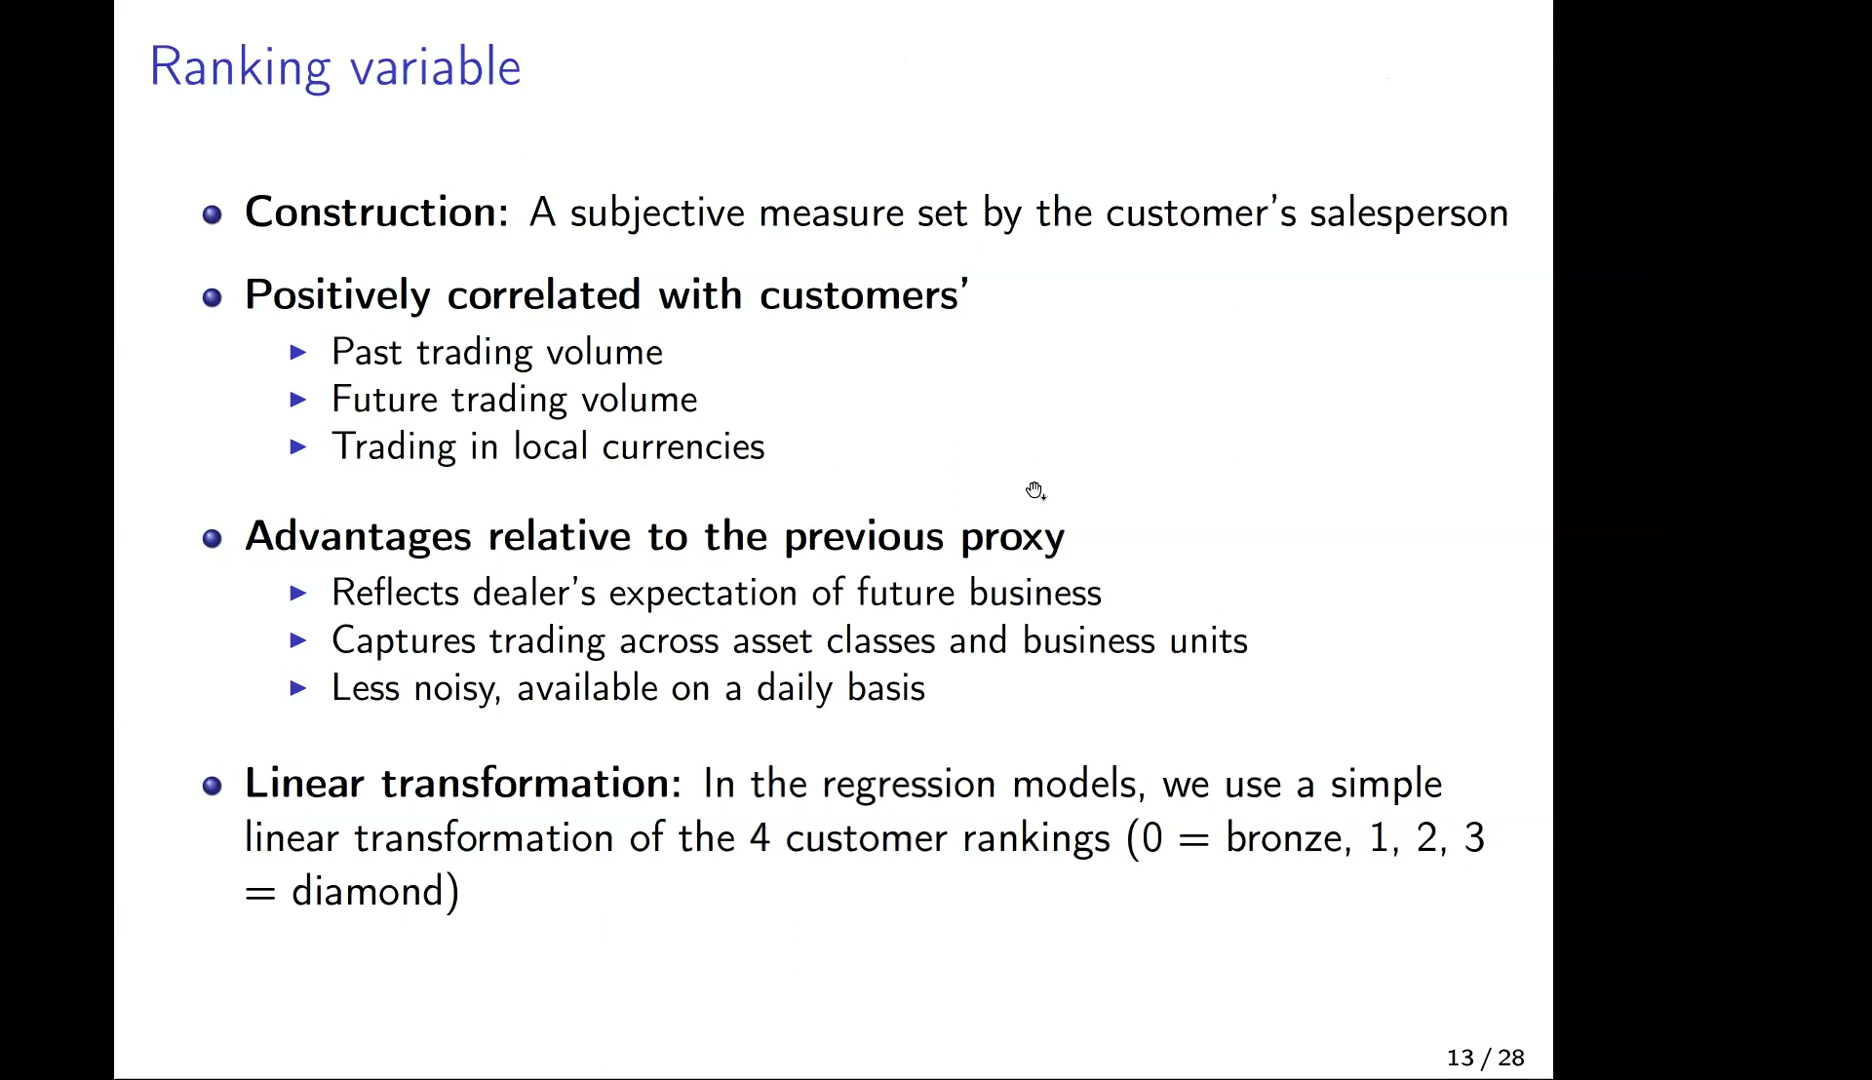 Ranking variable
Construction: A subjective measure set by the customer's salesperson
Positively correlated with customers'
Past trading volume
Future trading volume
Trading in local currencies
Advantages relative to the previous proxy
Reflects dealer's expectation of future business
Captures trading across asset classes and business units
Less noisy, available on a daily basis
Linear transformation: In the regression models, we use a simple
linear transformation of the 4 customer rankings (0 = bronze, 1, 2, 3
= diamond)
13 / 28